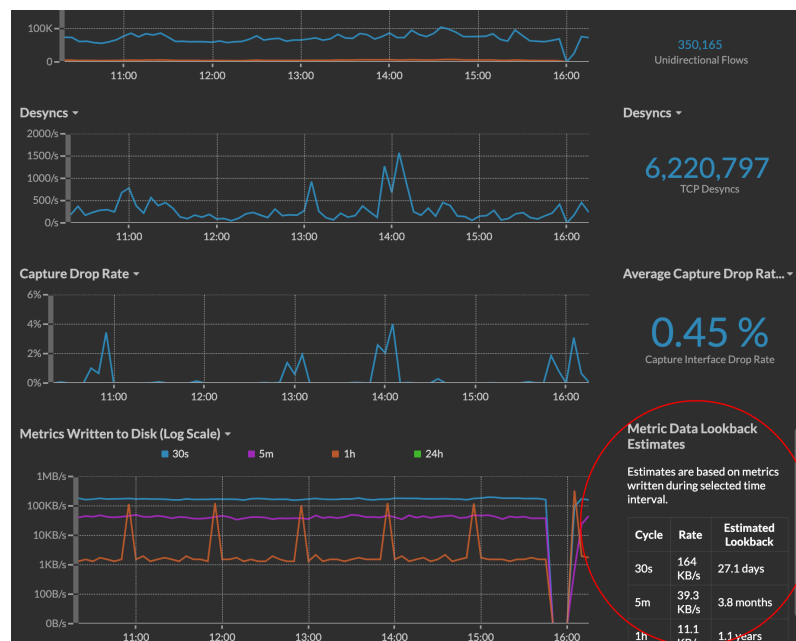 100K
0
11:00 12:00 13:00 14:00 15:00 16:00
350,165
Unidirectional Flows
Desyncs
2000/s
1500/s
1000/s
500/s
0/s
11:00 12:00 13:00 14:00 15:00 16:00
Desyncs
6,220,797
TCP Desyncs
Capture Drop Rate
6%
4%
2%
0%
11:00 12:00 13:00 14:00 15:00 16:00
Average Capture Drop Rat...
0.45 %
Capture Interface Drop Rate
Metrics Written to Disk (Log Scale)
30s 5m 1h 24h
1MB/s
100KB/s
10KB/s
1KB/s
100B/s
0B/s
11:00 12:00 13:00 14:00 15:00 16:00
Metric Data Lookback
Estimates
Estimates are based on metrics
written during selected time
interval.
Cycle Rate Estimated
Lookback
30s 164
KB/s 27.1 days
5m 39.3
KB/s 3.8 months
1h 11.1
KB/s 1.1 years